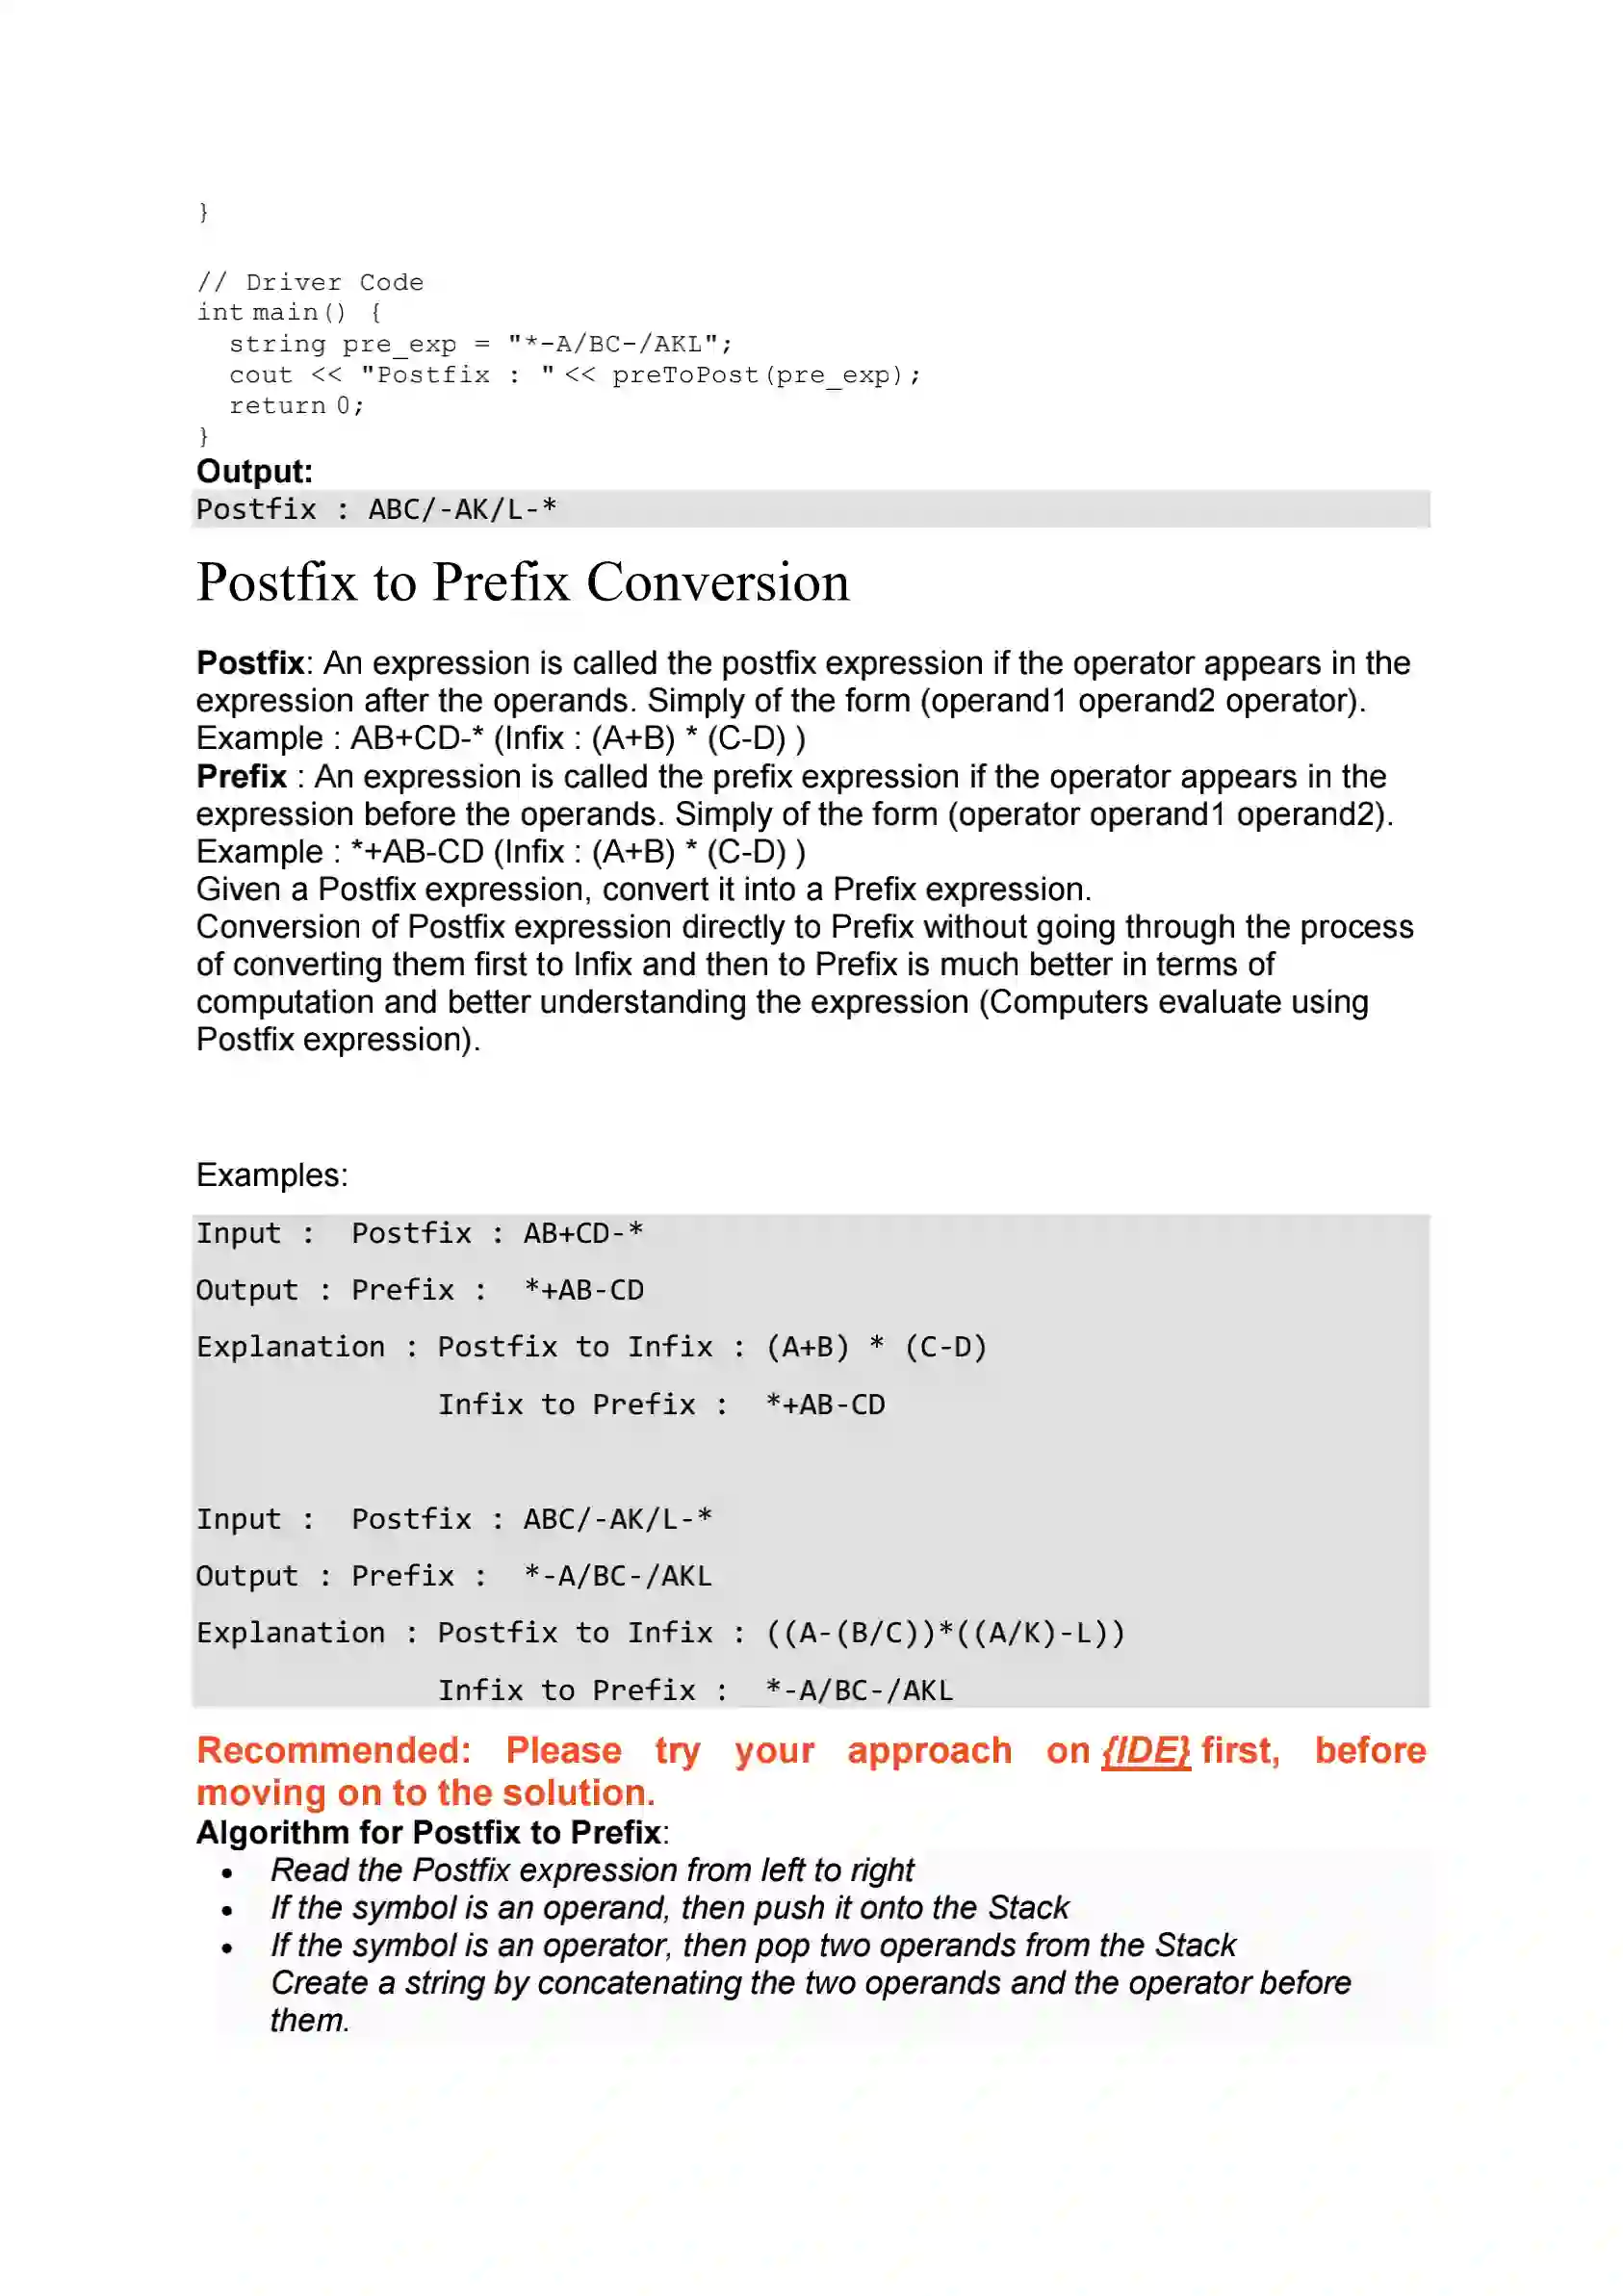 }
// Driver Code
int main() {
string pre_exp = "*-A/BC-/AKL";
cout << "Postfix : " << preToPost(pre_exp);
return 0;
}
Output:
Postfix : ABC/-AK/L-*
Postfix to Prefix Conversion
Postfix: An expression is called the postfix expression if the operator appears in the
expression after the operands. Simply of the form (operand1 operand2 operator).
Example : AB+CD-* (Infix : (A+B) * (C-D) )
Prefix : An expression is called the prefix expression if the operator appears in the
expression before the operands. Simply of the form (operator operand1 operand2).
Example : *+AB-CD (Infix : (A+B) * (C-D) )
Given a Postfix expression, convert it into a Prefix expression.
Conversion of Postfix expression directly to Prefix without going through the process
of converting them first to Infix and then to Prefix is much better in terms of
computation and better understanding the expression (Computers evaluate using
Postfix expression).
Examples:
Input :  Postfix : AB+CD-*
Output : Prefix :  *+AB-CD
Explanation : Postfix to Infix : (A+B) * (C-D)
Infix to Prefix :  *+AB-CD
Input :  Postfix : ABC/-AK/L-*
Output : Prefix :  *-A/BC-/AKL
Explanation : Postfix to Infix : ((A-(B/C))*((A/K)-L))
Infix to Prefix :  *-A/BC-/AKL
Recommended: Please try your approach on {IDE} first, before
moving on to the solution.
Algorithm for Postfix to Prefix:
• Read the Postfix expression from left to right
• If the symbol is an operand, then push it onto the Stack
• If the symbol is an operator, then pop two operands from the Stack
Create a string by concatenating the two operands and the operator before
them.